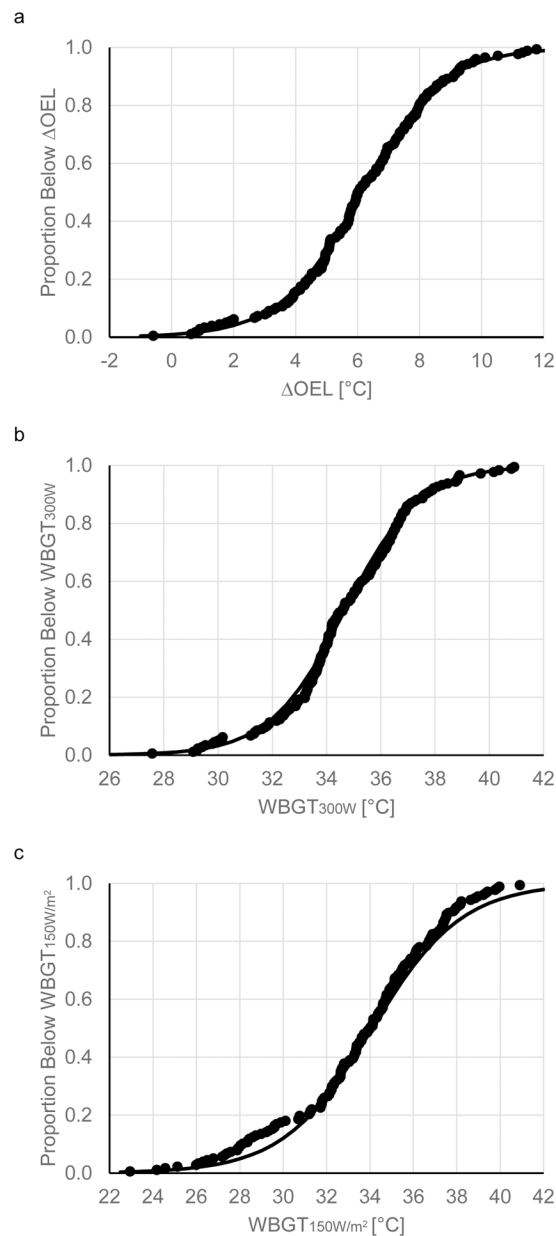 a
Proportion Below ΔOEL
1.0
0.8
0.6
0.4
0.2
0.0
-2 0 2 4 6 8 10 12
ΔOEL [°C]
b
Proportion Below WBGT300W
1.0
0.8
0.6
0.4
0.2
0.0
26 28 30 32 34 36 38 40 42
WBGT300W [°C]
c
Proportion Below WBGT150W/m²
1.0
0.8
0.6
0.4
0.2
0.0
22 24 26 28 30 32 34 36 38 40 42
WBGT150W/m² [°C]